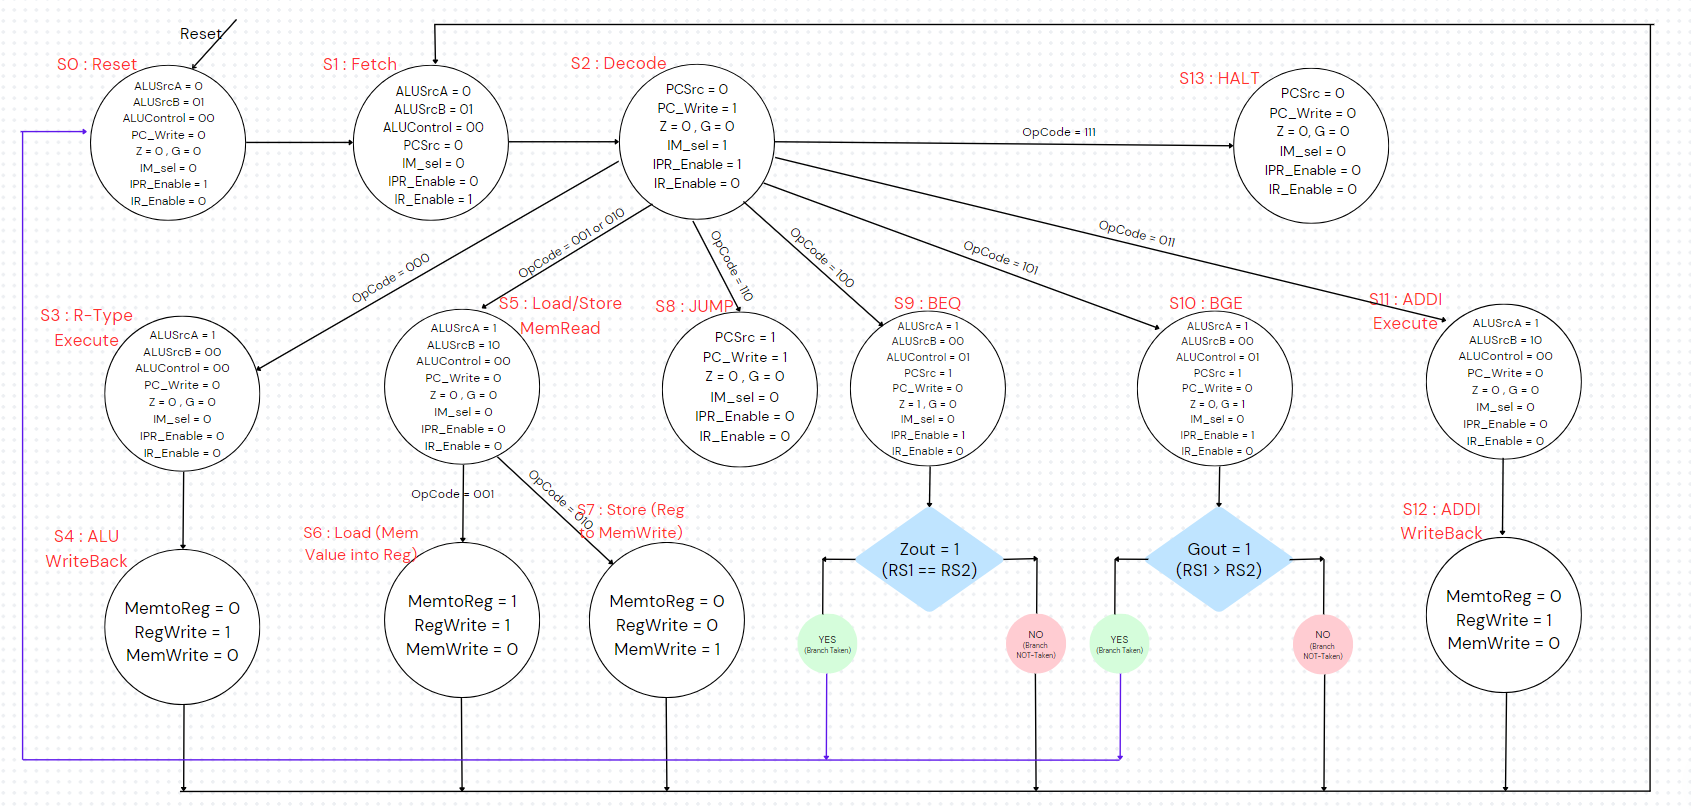 Reset
S0 : Reset
ALUSrcA = 0
ALUSrcB = 01
ALUControl = 00
PC_Write = 0
Z = 0 , G = 0
IM_sel = 0
IPR_Enable = 1
IR_Enable = 0
S1 : Fetch
ALUSrcA = 0
ALUSrcB = 01
ALUControl = 00
PCSrc = 0
IM_sel = 0
IPR_Enable = 0
IR_Enable = 1
S2 : Decode
PCSrc = 0
PC_Write = 1
Z = 0 , G = 0
IM_sel = 1
IPR_Enable = 1
IR_Enable = 0
OpCode = 111
S13 : HALT
PCSrc = 0
PC_Write = 0
Z = 0, G = 0
IM_sel = 0
IPR_Enable = 0
IR_Enable = 0
OpCode = 000
OpCode = 001 or 010
OpCode = 110
OpCode = 100
OpCode = 101
OpCode = 011
S3 : R-Type
Execute
ALUSrcA = 1
ALUSrcB = 00
ALUControl = 00
PC_Write = 0
Z = 0 , G = 0
IM_sel = 0
IPR_Enable = 0
IR_Enable = 0
S5 : Load/Store
MemRead
ALUSrcA = 1
ALUSrcB = 10
ALUControl = 00
PC_Write = 0
Z = 0 , G = 0
IM_sel = 0
IPR_Enable = 0
IR_Enable = 0
S8 : JUMP
PCSrc = 1
PC_Write = 1
Z = 0 , G = 0
IM_sel = 0
IPR_Enable = 0
IR_Enable = 0
S9 : BEQ
ALUSrcA = 1
ALUSrcB = 00
ALUControl = 01
PCSrc = 1
PC_Write = 0
Z = 1 , G = 0
IM_sel = 0
IPR_Enable = 1
IR_Enable = 0
S10 : BGE
ALUSrcA = 1
ALUSrcB = 00
ALUControl = 01
PCSrc = 1
PC_Write = 0
Z = 0, G = 1
IM_sel = 0
IPR_Enable = 1
IR_Enable = 0
S11 : ADDI
Execute
ALUSrcA = 1
ALUSrcB = 10
ALUControl = 00
PC_Write = 0
Z = 0 , G = 0
IM_sel = 0
IPR_Enable = 0
IR_Enable = 0
OpCode = 001
OpCode = 010
S4 : ALU
WriteBack
MemtoReg = 0
RegWrite = 1
MemWrite = 0
S6 : Load (Mem
Value into Reg)
MemtoReg = 1
RegWrite = 1
MemWrite = 0
S7 : Store (Reg
to MemWrite)
MemtoReg = 0
RegWrite = 0
MemWrite = 1
Zout = 1
(RS1 == RS2)
YES
(Branch Taken)
NO
(Branch
NOT-Taken)
Gout = 1
(RS1 > RS2)
YES
(Branch Taken)
NO
(Branch
NOT-Taken)
S12 : ADDI
WriteBack
MemtoReg = 0
RegWrite = 1
MemWrite = 0